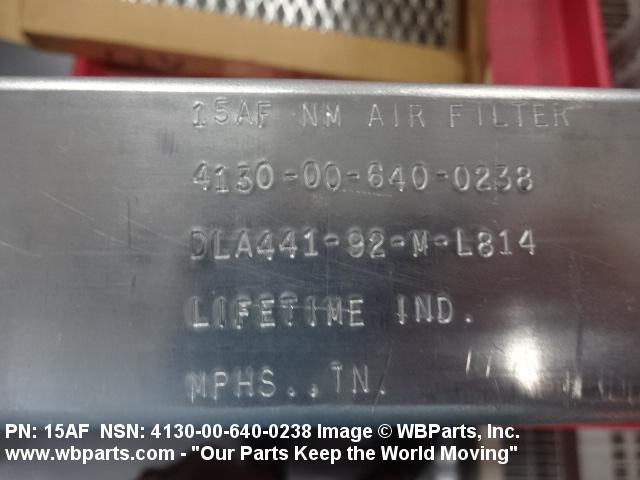 15AF NM AIR FILTER
4130-00-640-0238
DLA441-92-M-L814
LIFETIME IND.
MPHS., TN.
PN: 15AF NSN: 4130-00-640-0238 Image © WBParts, Inc.
www.wbparts.com - "Our Parts Keep the World Moving"